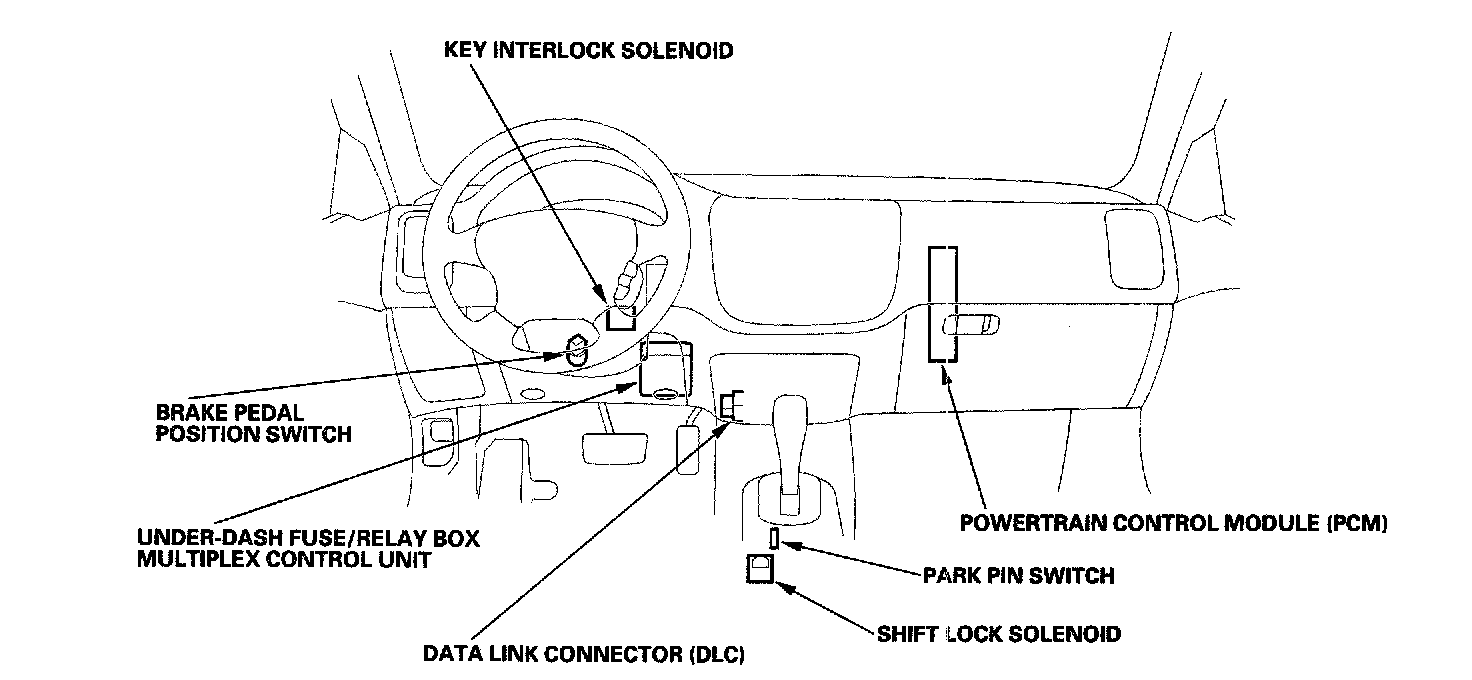 KEY INTERLOCK SOLENOID
BRAKE PEDAL
POSITION SWITCH
UNDER-DASH FUSE/RELAY BOX
MULTIPLEX CONTROL UNIT
DATA LINK CONNECTOR (DLC)
POWERTRAIN CONTROL MODULE (PCM)
PARK PIN SWITCH
SHIFT LOCK SOLENOID